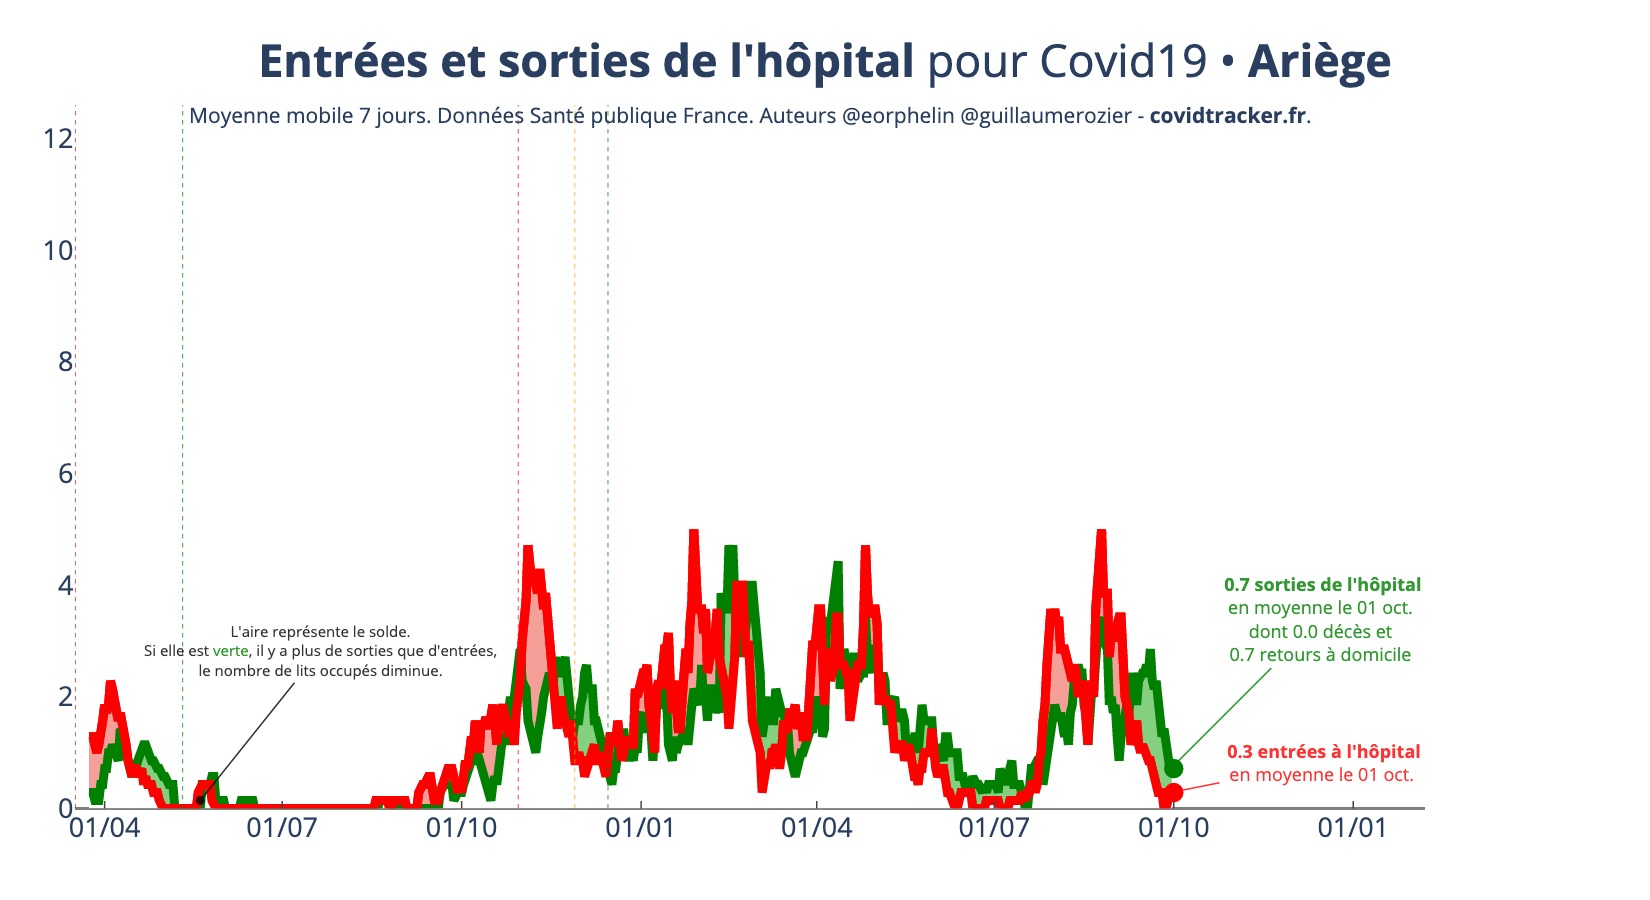 Entrées et sorties de l'hôpital pour Covid19 • Ariège
Moyenne mobile 7 jours. Données Santé publique France. Auteurs @eorphelin @guillaumerozier - covidtracker.fr.
12
10
8
6
4
2
0
L'aire représente le solde.
Si elle est verte, il y a plus de sorties que d'entrées,
le nombre de lits occupés diminue.
0.7 sorties de l'hôpital
en moyenne le 01 oct.
dont 0.0 décès et
0.7 retours à domicile
0.3 entrées à l'hôpital
en moyenne le 01 oct.
01/04 01/07 01/10 01/01 01/04 01/07 01/10 01/01